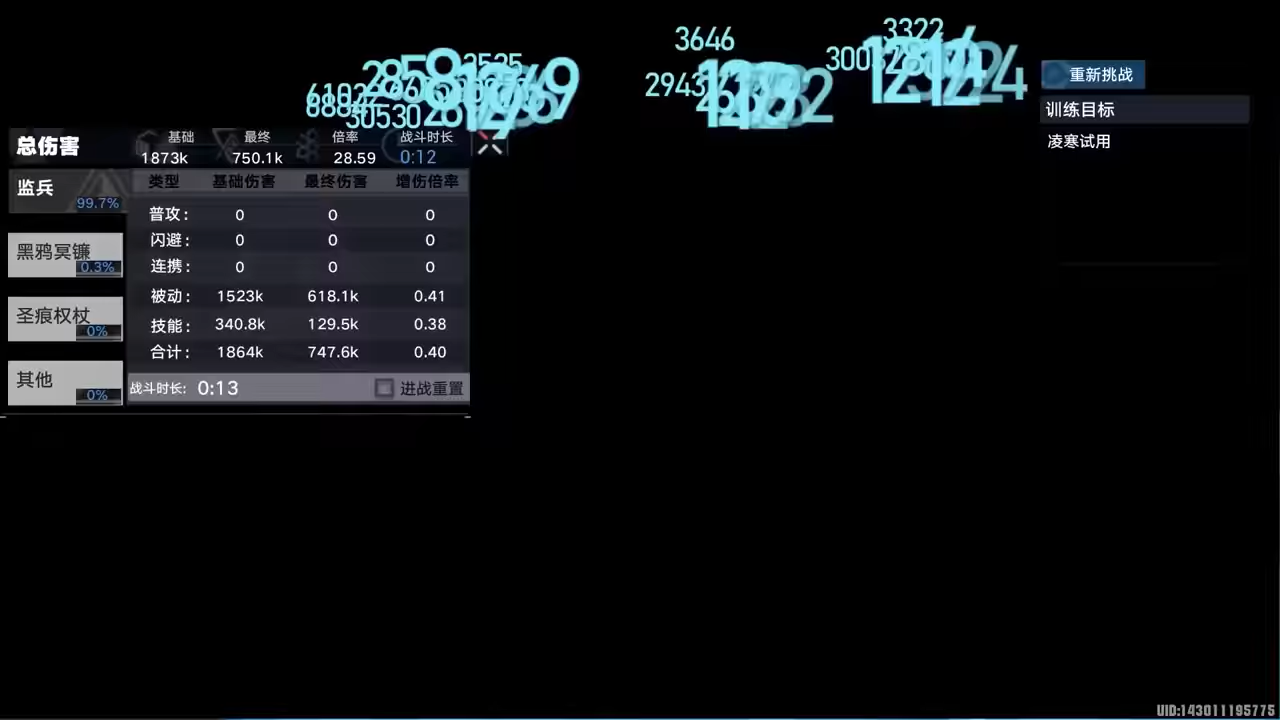 3646
3322
2943
重新挑战
训练目标
凌寒试用
总伤害
基础 最终 倍率 战斗时长
1873k 750.1k 28.59 0:12
监兵
99.7%
类型 基础伤害 最终伤害 增伤倍率
普攻: 0 0 0
闪避: 0 0 0
黑鸦冥镰
0.3%
连携: 0 0 0
被动: 1523k 618.1k 0.41
圣痕权杖
0%
技能: 340.8k 129.5k 0.38
合计: 1864k 747.6k 0.40
其他
0%
战斗时长: 0:13 进战重置
UID:143011195775